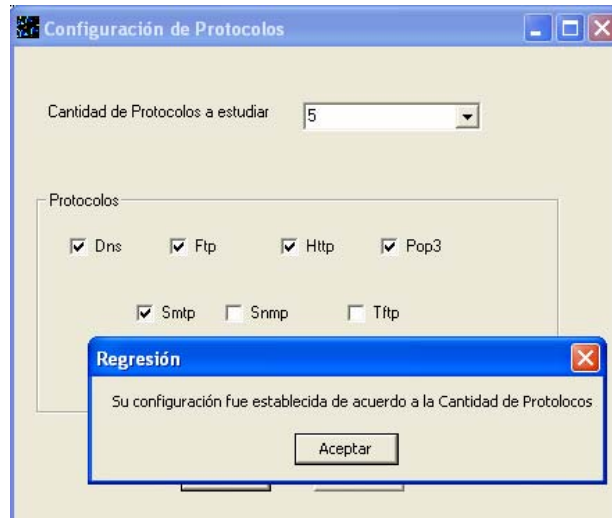 Configuración de Protocolos
Cantidad de Protocolos a estudiar 5
Protocolos
Dns Ftp Http Pop3
Smtp Snmp Tftp
Regresión
Su configuración fue establecida de acuerdo a la Cantidad de Protolocos
Aceptar